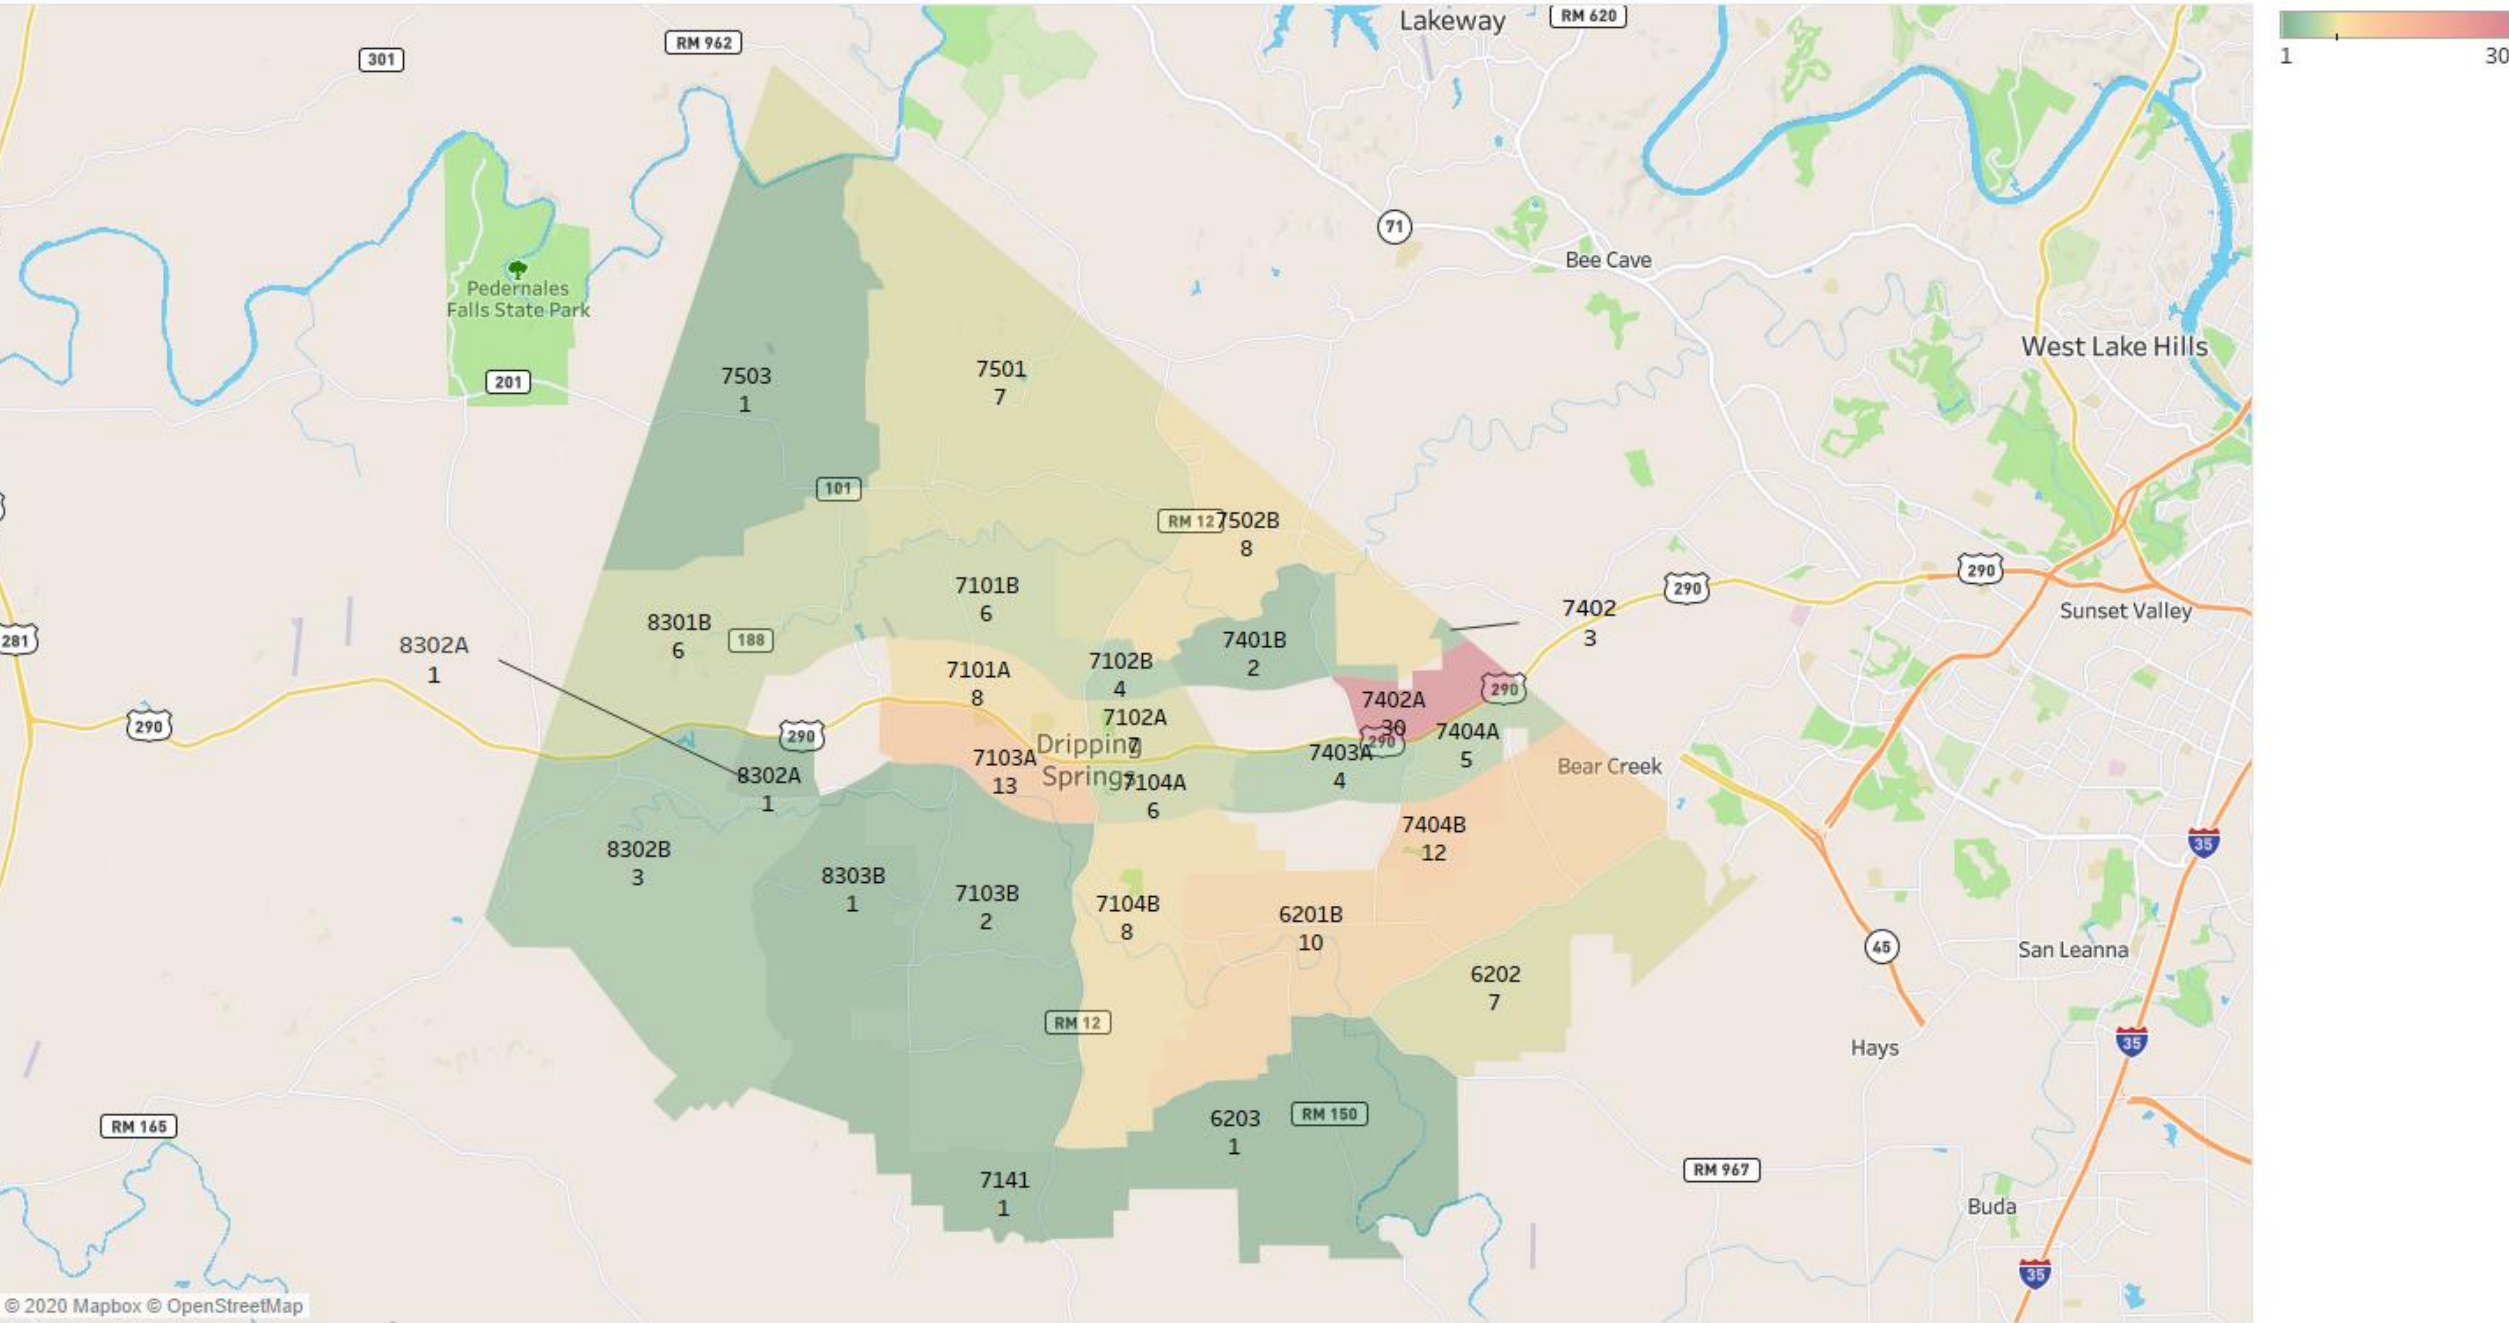 Lakeway
RM 620
1
30
RM 962
301
71
Bee Cave
Pedernales
Falls State Park
West Lake Hills
201
7503
1
7501
7
101
RM 12
7502B
8
290
290
7101B
6
7402
3
Sunset Valley
8301B
6
188
281
8302A
1
7401B
2
7102B
4
7101A
8
290
7402A
30
290
7102A
7
290
290
7404A
5
Dripping
Springs
7103A
13
7403A
4
Bear Creek
8302A
1
7104A
6
7404B
12
35
8302B
3
8303B
1
7103B
2
7104B
8
6201B
10
45
San Leanna
6202
7
RM 12
Hays
35
RM 165
6203
1
RM 150
RM 967
7141
1
Buda
35
© 2020 Mapbox © OpenStreetMap